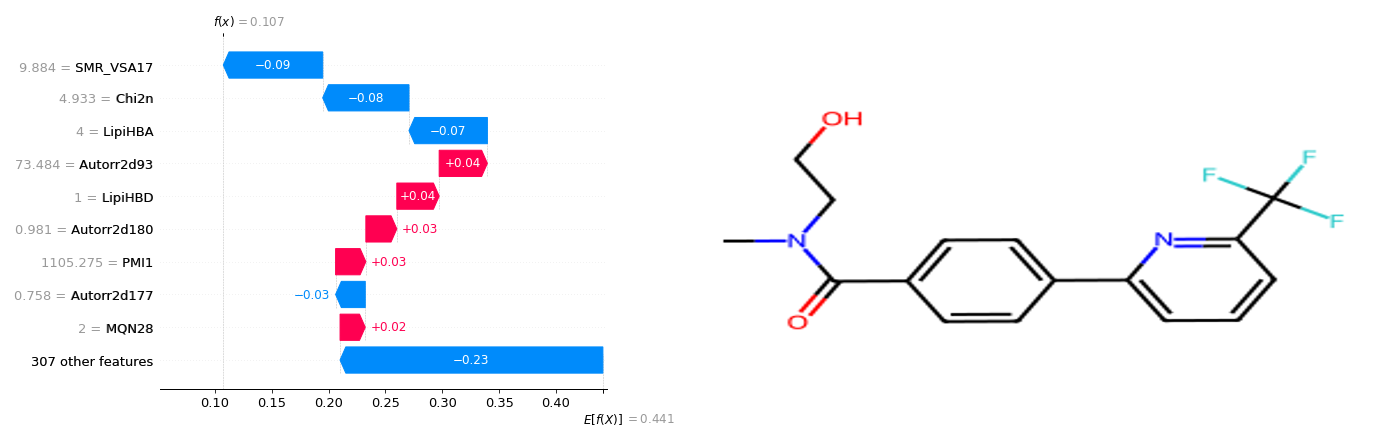 f(x) = 0.107
9.884 = SMR_VSA17
−0.09
4.933 = Chi2n
−0.08
4 = LipiHBA
−0.07
73.484 = Autorr2d93
+0.04
1 = LipiHBD
+0.04
0.981 = Autorr2d180
+0.03
1105.275 = PMI1
+0.03
0.758 = Autorr2d177
−0.03
2 = MQN28
+0.02
307 other features
−0.23
0.10 0.15 0.20 0.25 0.30 0.35 0.40
E[f(X)] = 0.441
OH
F
F
F
N
N
O